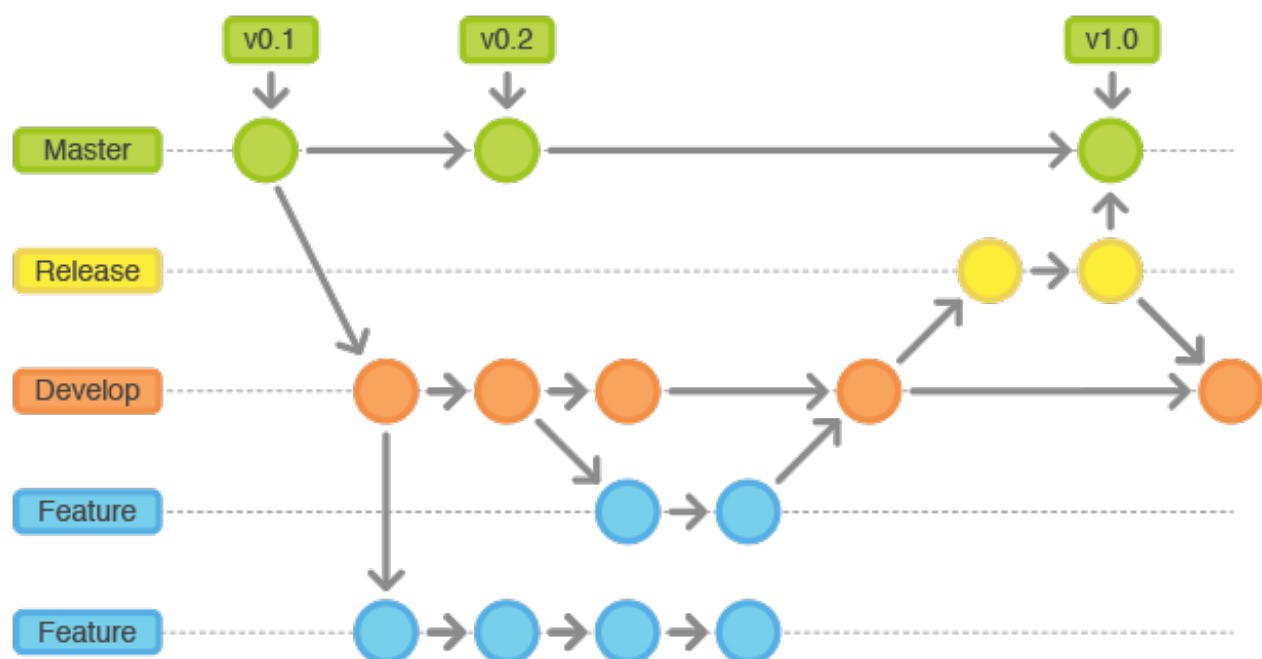 v0.1
v0.2
v1.0
Master
Release
Develop
Feature
Feature